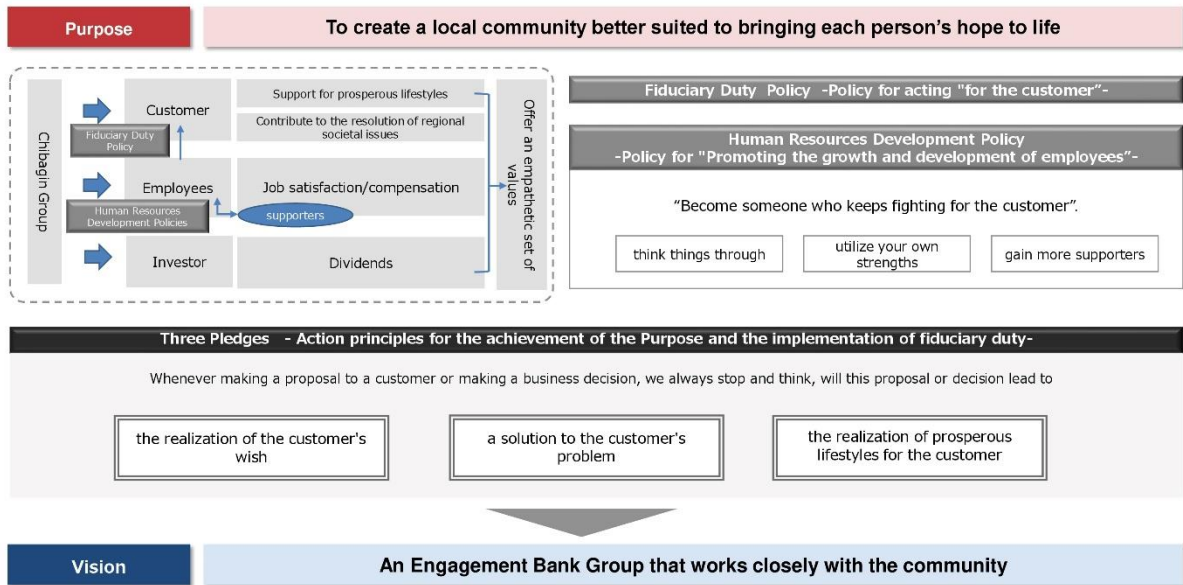 Purpose
To create a local community better suited to bringing each person’s hope to life
Chibagin Group
Customer
Fiduciary Duty
Policy
Employees
Human Resources
Development Policies
Investor
Support for prosperous lifestyles
Contribute to the resolution of regional
societal issues
Job satisfaction/compensation
supporters
Dividends
Offer an empathetic set of
values
Fiduciary Duty Policy -Policy for acting "for the customer”-
Human Resources Development Policy
-Policy for "Promoting the growth and development of employees”-
“Become someone who keeps fighting for the customer”.
think things through
utilize your own
strengths
gain more supporters
Three Pledges - Action principles for the achievement of the Purpose and the implementation of fiduciary duty-
Whenever making a proposal to a customer or making a business decision, we always stop and think, will this proposal or decision lead to
the realization of the customer's
wish
a solution to the customer's
problem
the realization of prosperous
lifestyles for the customer
Vision
An Engagement Bank Group that works closely with the community